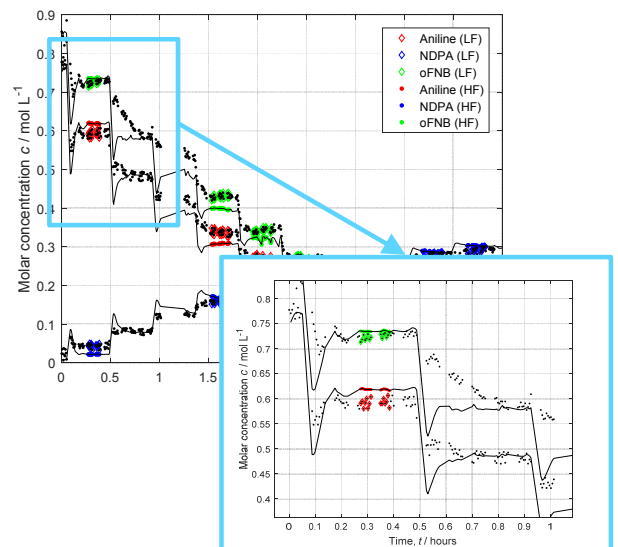 0.9
0.8
0.7
0.6
0.5
0.4
0.3
0.2
0.1
0
Molar concentration c / mol L-1
0 0.5 1 1.5
Aniline (LF)
NDPA (LF)
oFNB (LF)
Aniline (HF)
NDPA (HF)
oFNB (HF)
0.8
0.75
0.7
0.65
0.6
0.55
0.5
0.45
0.4
Molar concentration c / mol L-1
0 0.1 0.2 0.3 0.4 0.5 0.6 0.7 0.8 0.9 1
Time, t / hours